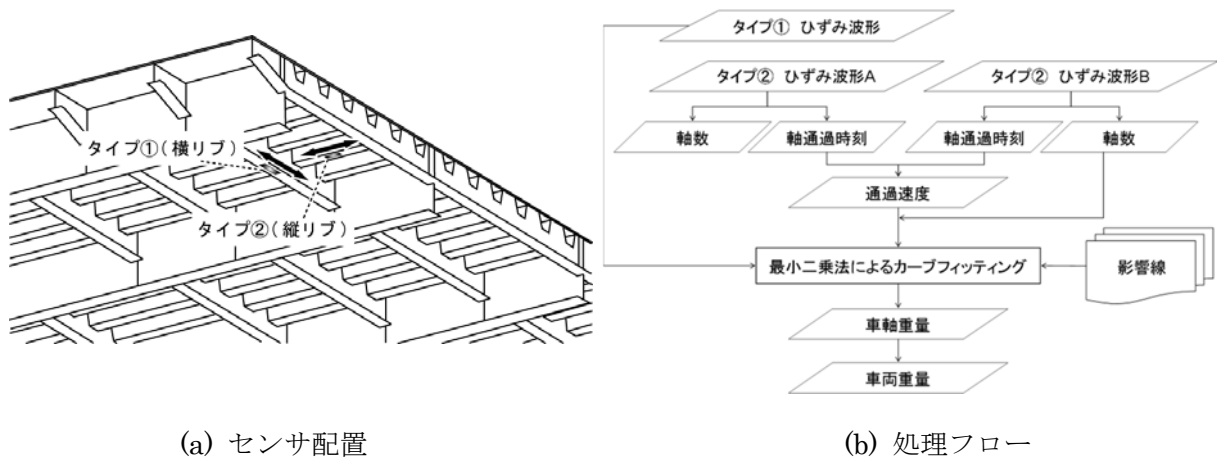 タイプ①(横リブ)
タイプ②(縦リブ)
(a) センサ配置
タイプ① ひずみ波形
タイプ② ひずみ波形A
タイプ② ひずみ波形B
軸数
軸通過時刻
軸通過時刻
軸数
通過速度
最小二乗法によるカーブフィッティング
影響線
車軸重量
車両重量
(b) 処理フロー